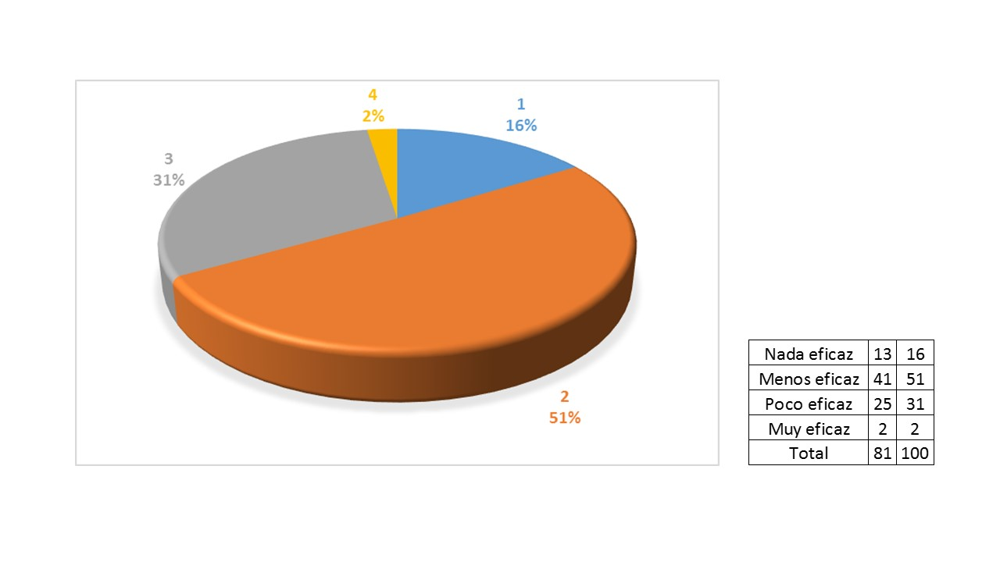 4
2%
1
16%
3
31%
2
51%
Nada eficaz 13 16
Menos eficaz 41 51
Poco eficaz 25 31
Muy eficaz 2 2
Total 81 100